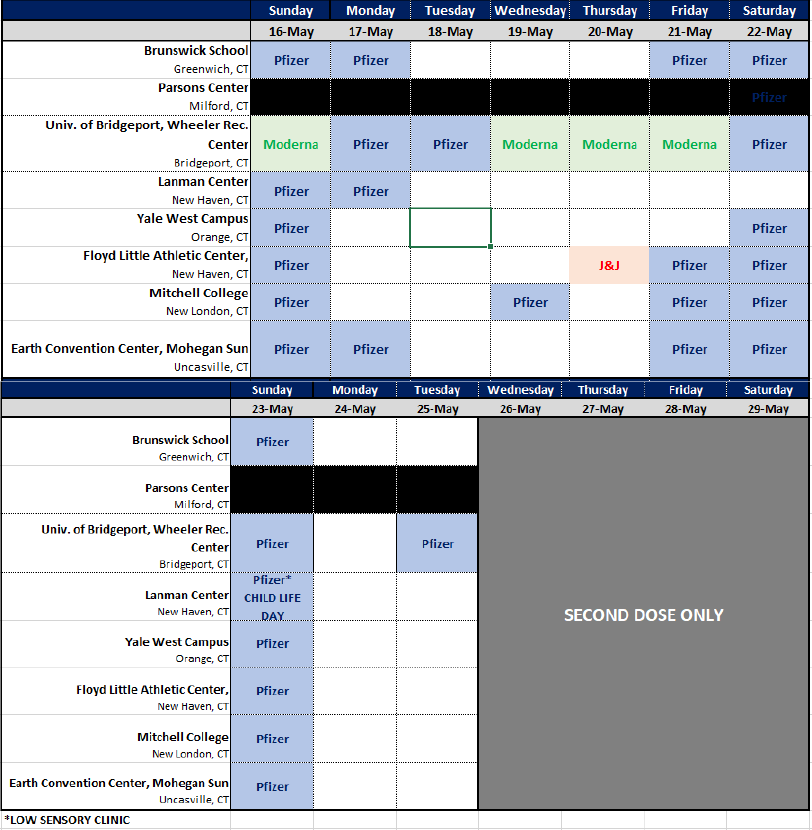 Sunday Monday Tuesday Wednesday Thursday Friday Saturday
16-May 17-May 18-May 19-May 20-May 21-May 22-May
Brunswick School
Greenwich, CT
Pfizer Pfizer Pfizer Pfizer
Parsons Center
Milford, CT
Pfizer
Univ. of Bridgeport, Wheeler Rec.
Center
Bridgeport, CT
Moderna Pfizer Pfizer Moderna Moderna Moderna Pfizer
Lanman Center
New Haven, CT
Pfizer Pfizer
Yale West Campus
Orange, CT
Pfizer Pfizer
Floyd Little Athletic Center,
New Haven, CT
Pfizer J&J Pfizer Pfizer
Mitchell College
New London, CT
Pfizer Pfizer Pfizer Pfizer
Earth Convention Center, Mohegan Sun
Uncasville, CT
Pfizer Pfizer Pfizer Pfizer
Sunday Monday Tuesday Wednesday Thursday Friday Saturday
23-May 24-May 25-May 26-May 27-May 28-May 29-May
Brunswick School
Greenwich, CT
Pfizer
Parsons Center
Milford, CT
Univ. of Bridgeport, Wheeler Rec.
Center
Bridgeport, CT
Pfizer Pfizer
Lanman Center
New Haven, CT
Pfizer*
CHILD LIFE
DAY
SECOND DOSE ONLY
Yale West Campus
Orange, CT
Pfizer
Floyd Little Athletic Center,
New Haven, CT
Pfizer
Mitchell College
New London, CT
Pfizer
Earth Convention Center, Mohegan Sun
Uncasville, CT
Pfizer
*LOW SENSORY CLINIC